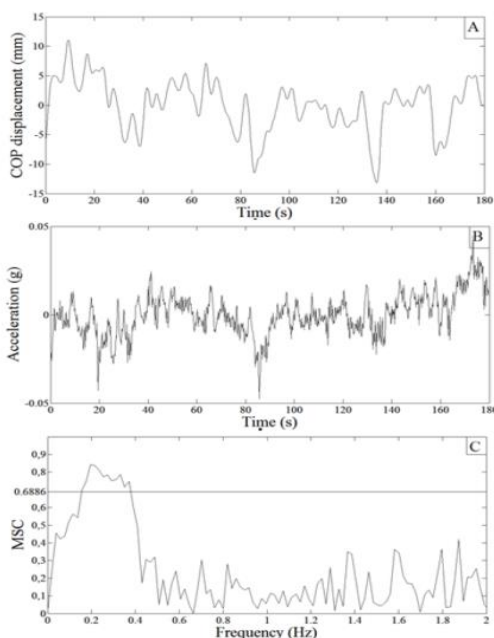 A
COP displacement (mm)
15
10
5
0
-5
-10
-15
0 20 40 60 80 100 120 140 160 180
Time (s)
B
Acceleration (g)
0.05
0
-0.05
0 20 40 60 80 100 120 140 160 180
Time (s)
C
MSC
1
0,9
0,8
0.6886
0,5
0,4
0,3
0,2
0,1
0
0 0.2 0.4 0.6 0.8 1 1.2 1.4 1.6 1.8 2
Frequency (Hz)